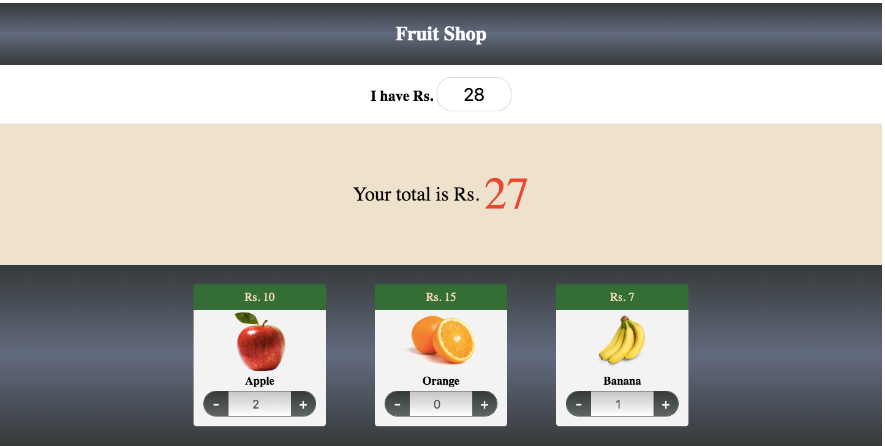 Fruit Shop
I have Rs. 28
Your total is Rs. 27
Rs. 10
Apple
- 2 +
Rs. 15
Orange
- 0 +
Rs. 7
Banana
- 1 +